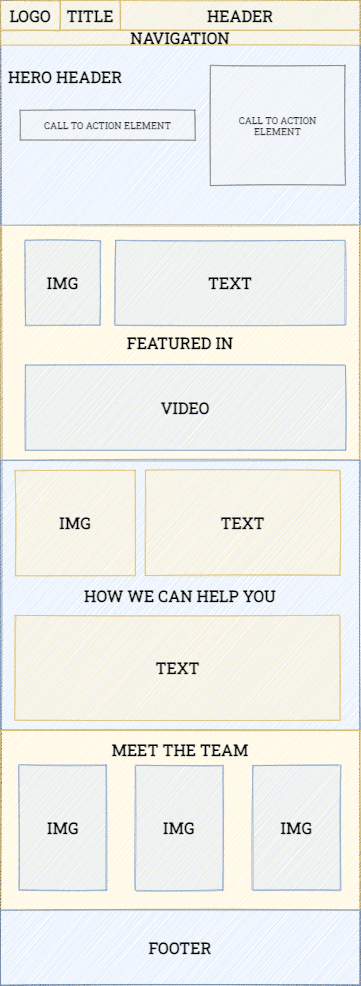 LOGO
TITLE
HEADER
NAVIGATION
HERO HEADER
CALL TO ACTION ELEMENT
CALL TO ACTION
ELEMENT
IMG
TEXT
FEATURED IN
VIDEO
IMG
TEXT
HOW WE CAN HELP YOU
TEXT
MEET THE TEAM
IMG
IMG
IMG
FOOTER